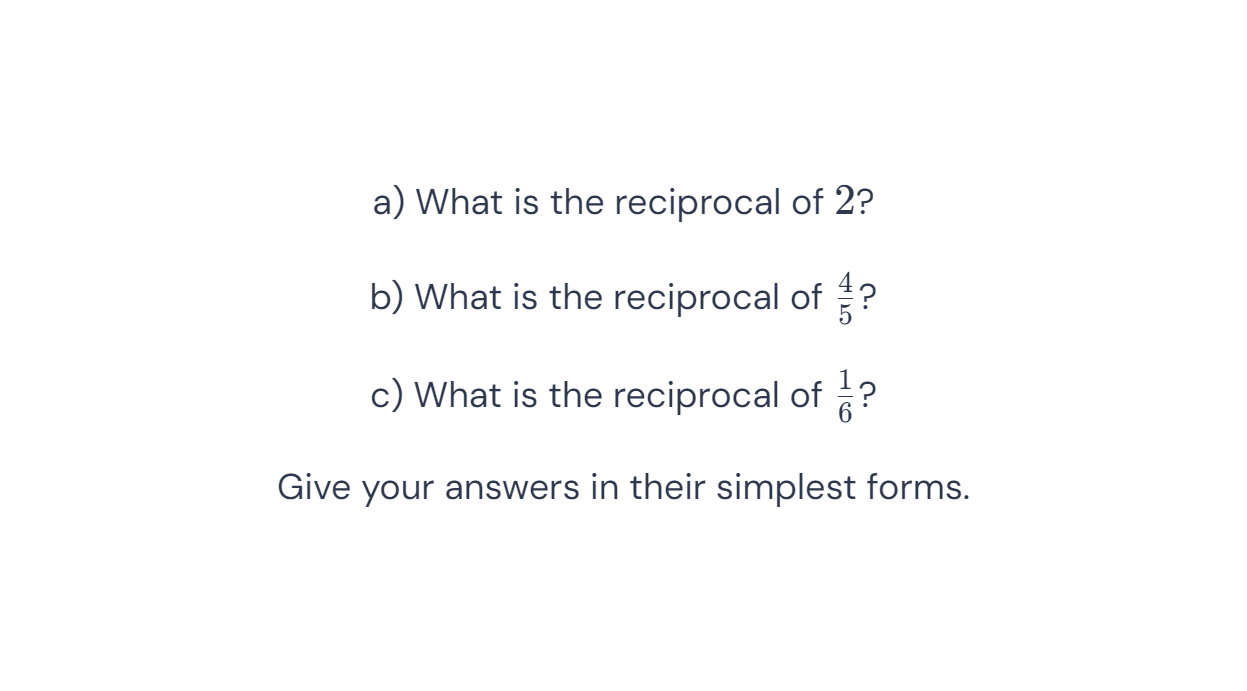 a) What is the reciprocal of 2?
b) What is the reciprocal of $\frac{4}{5}$?
c) What is the reciprocal of $\frac{1}{6}$?
Give your answers in their simplest forms.